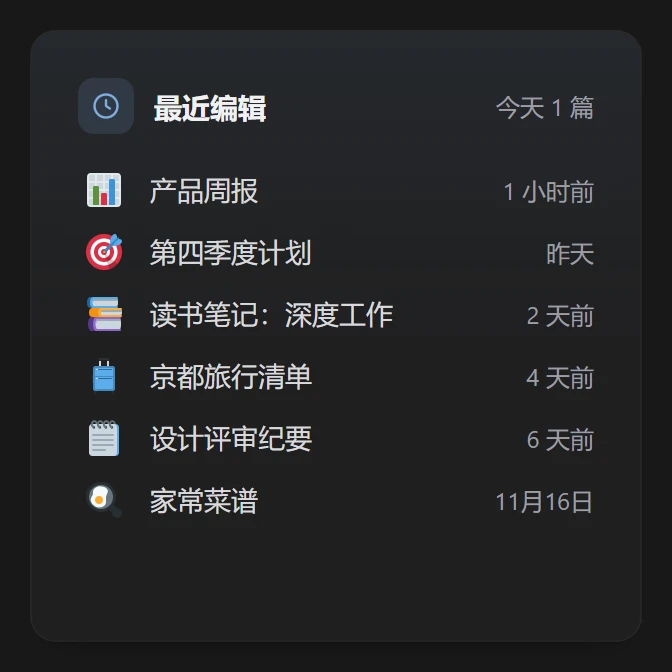 最近编辑 今天 1 篇
产品周报 1 小时前
第四季度计划 昨天
读书笔记：深度工作 2 天前
京都旅行清单 4 天前
设计评审纪要 6 天前
家常菜谱 11月16日